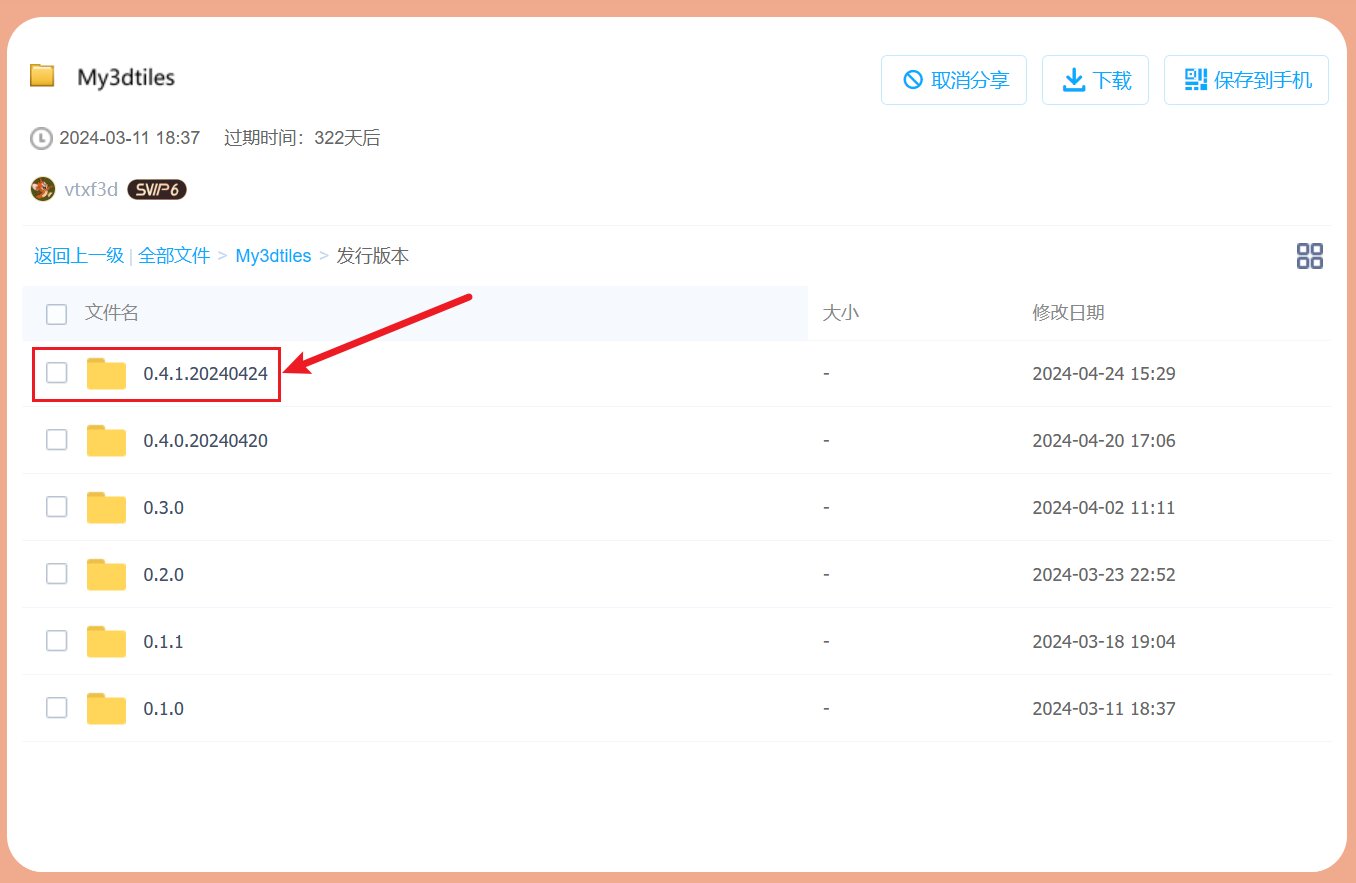 My3dtiles
取消分享 下载 保存到手机
2024-03-11 18:37 过期时间：322天后
vtxf3d SVIP6
返回上一级 | 全部文件 > My3dtiles > 发行版本
文件名 大小 修改日期
0.4.1.20240424 - 2024-04-24 15:29
0.4.0.20240420 - 2024-04-20 17:06
0.3.0 - 2024-04-02 11:11
0.2.0 - 2024-03-23 22:52
0.1.1 - 2024-03-18 19:04
0.1.0 - 2024-03-11 18:37